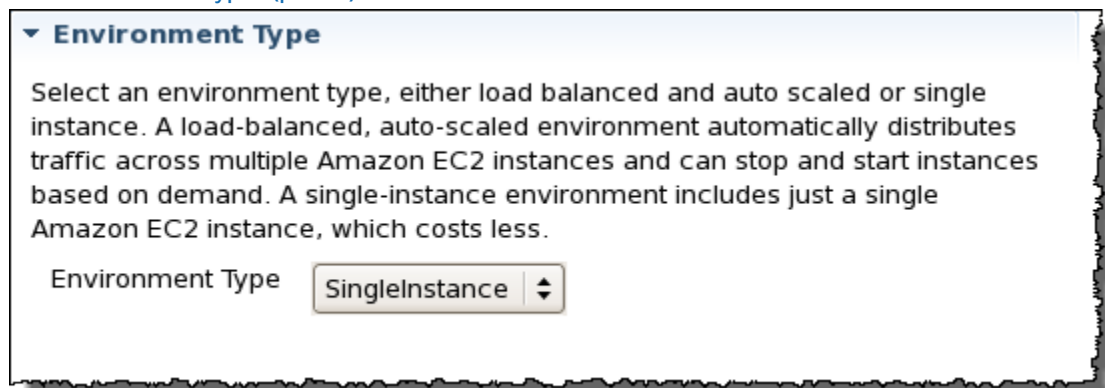 Environment Type
Select an environment type, either load balanced and auto scaled or single
instance. A load-balanced, auto-scaled environment automatically distributes
traffic across multiple Amazon EC2 instances and can stop and start instances
based on demand. A single-instance environment includes just a single
Amazon EC2 instance, which costs less.
Environment Type SingleInstance